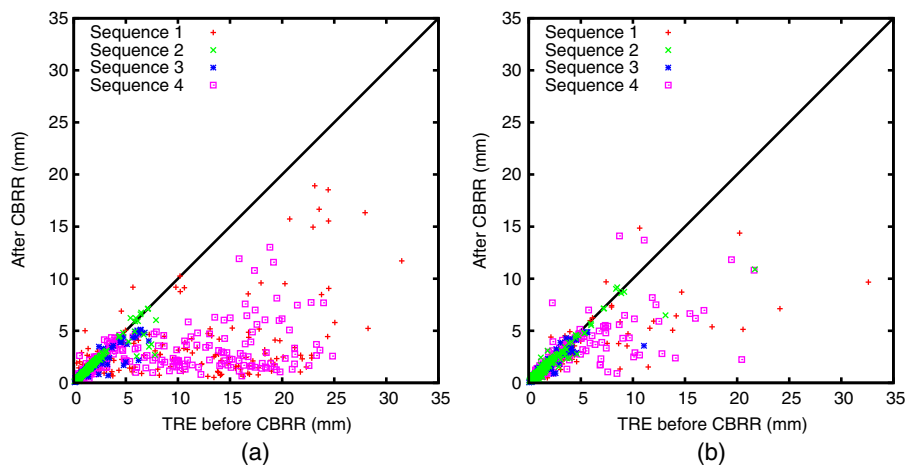 Sequence 1
Sequence 2
Sequence 3
Sequence 4
35
30
25
20
15
10
5
0
After CBRR (mm)
0 5 10 15 20 25 30 35
TRE before CBRR (mm)
(a)
Sequence 1
Sequence 2
Sequence 3
Sequence 4
35
30
25
20
15
10
5
0
After CBRR (mm)
0 5 10 15 20 25 30 35
TRE before CBRR (mm)
(b)